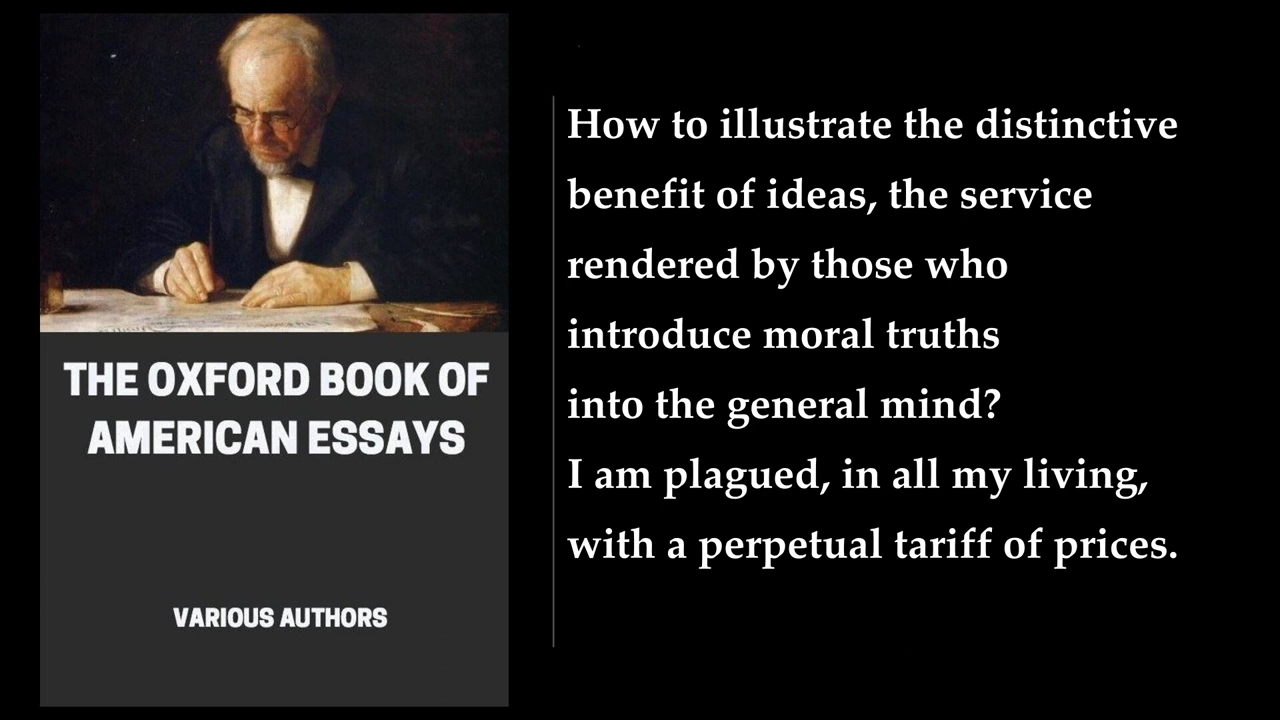 THE OXFORD BOOK OF
AMERICAN ESSAYS
VARIOUS AUTHORS
How to illustrate the distinctive
benefit of ideas, the service
rendered by those who
introduce moral truths
into the general mind?
I am plagued, in all my living,
with a perpetual tariff of prices.